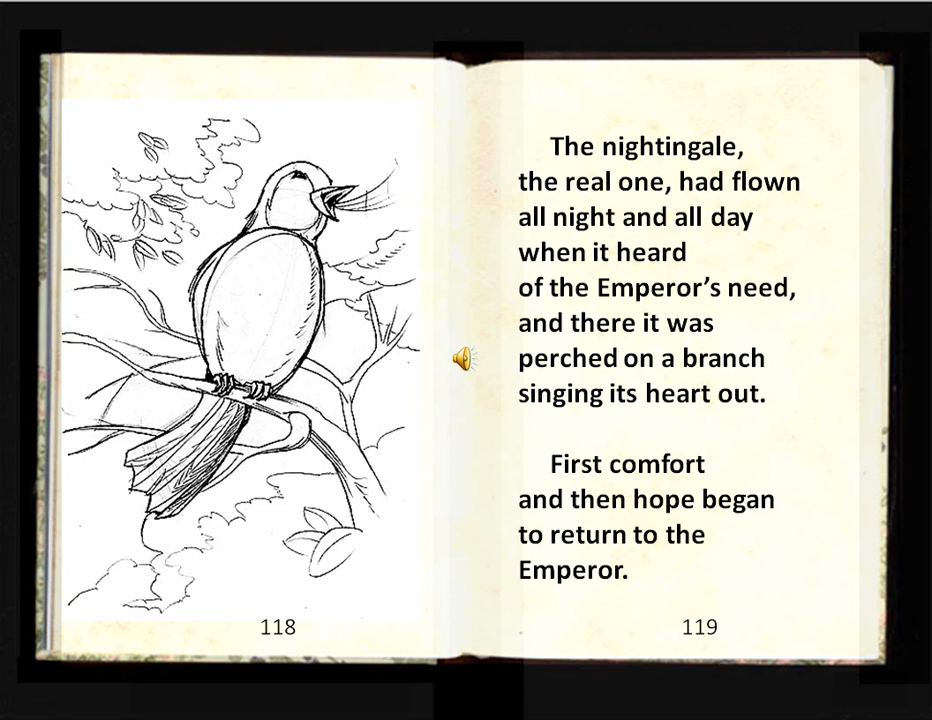 The nightingale,
the real one, had flown
all night and all day
when it heard
of the Emperor’s need,
and there it was
perched on a branch
singing its heart out.
First comfort
and then hope began
to return to the
Emperor.
118
119